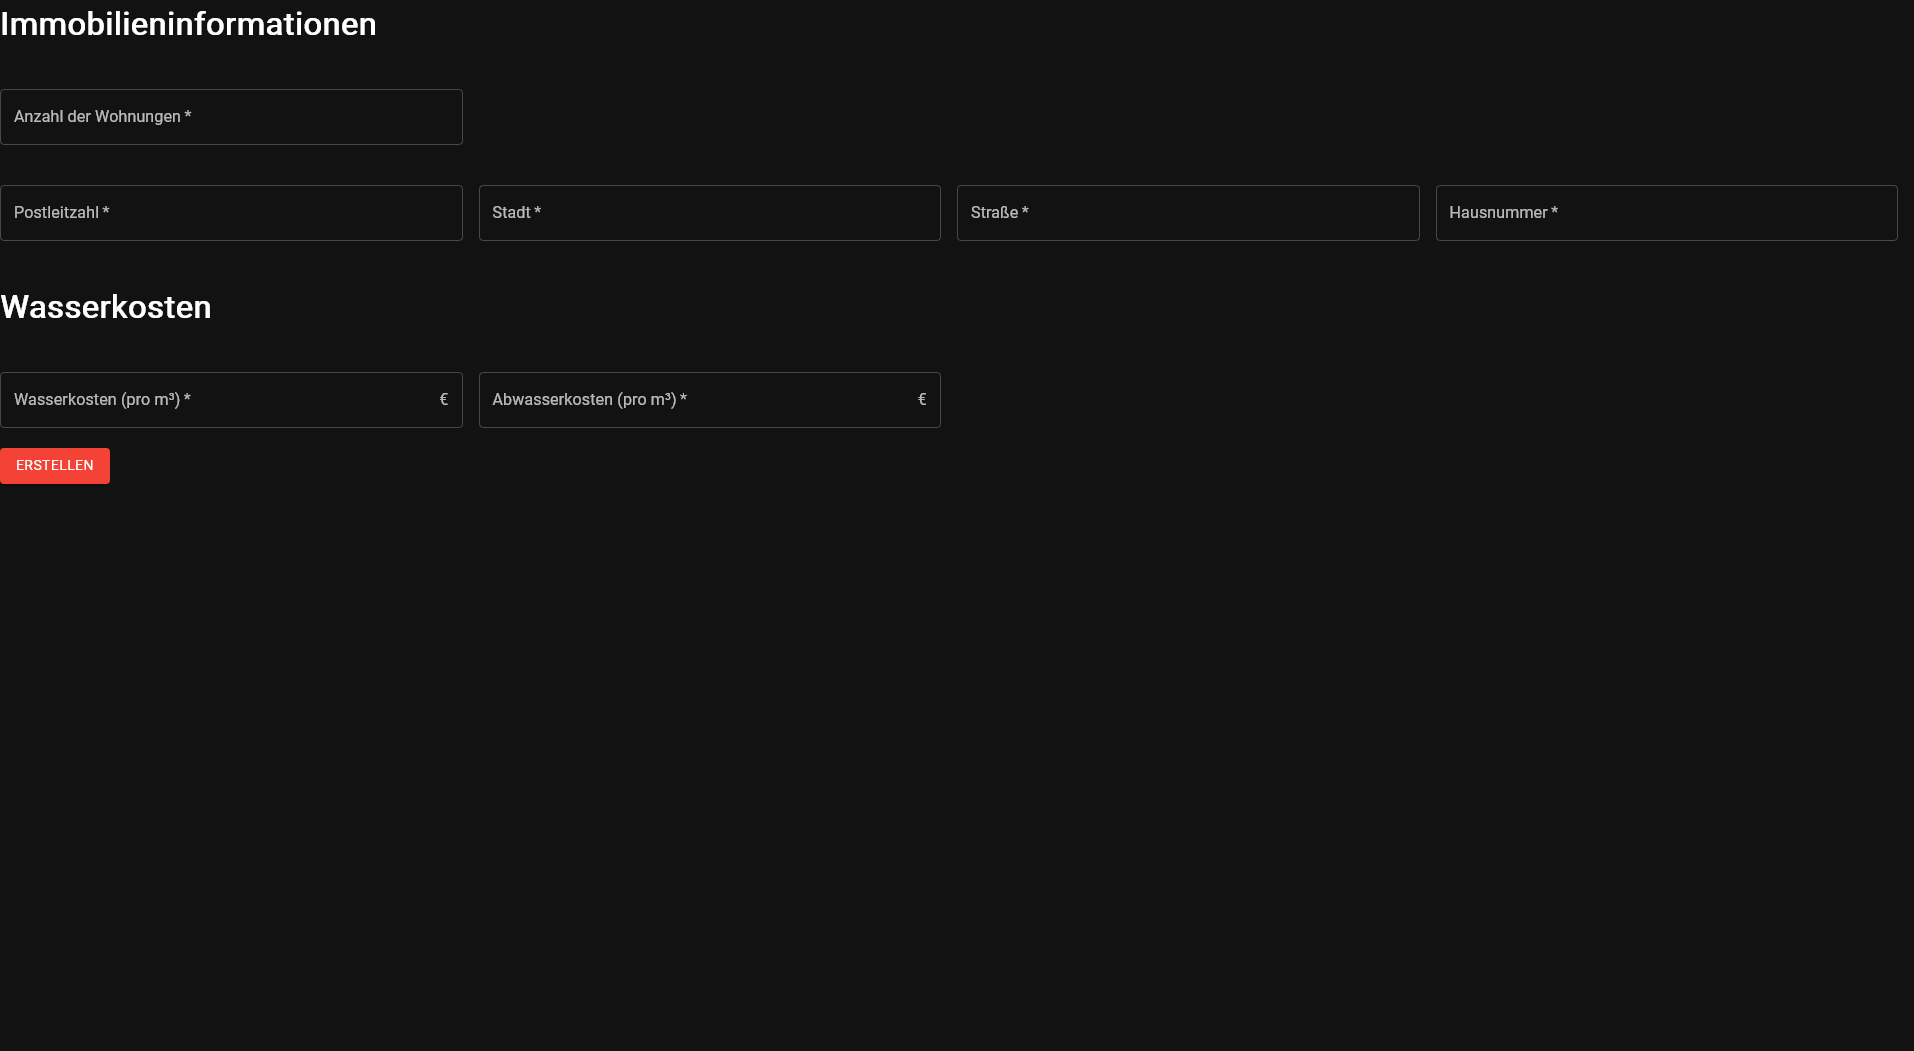 Immobilieninformationen
Anzahl der Wohnungen *
Postleitzahl * Stadt * Straße * Hausnummer *
Wasserkosten
Wasserkosten (pro m³) * € Abwasserkosten (pro m³) * €
ERSTELLEN